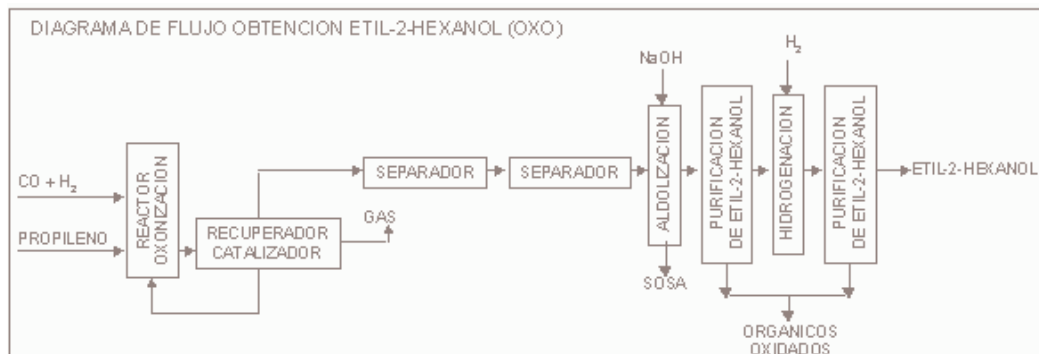 DIAGRAMA DE FLUJO OBTENCION ETIL-2-HEXANOL (OXO)
CO + H₂
PROPILENO
REACTOR
OXONIZACION
RECUPERADOR
CATALIZADOR
GAS
SEPARADOR
SEPARADOR
NaOH
ALDOLIZACION
SOSA
PURIFICACION
DE ETIL-2-HEXANOL
H₂
HIDROGENACION
PURIFICACION
DE ETIL-2-HEXANOL
ETIL-2-HEXANOL
ORGANICOS
OXIDADOS